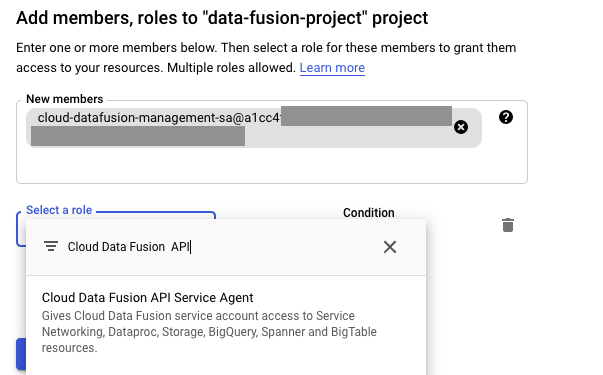 Add members, roles to "data-fusion-project" project
Enter one or more members below. Then select a role for these members to grant them
access to your resources. Multiple roles allowed. Learn more
New members
cloud-datafusion-management-sa@a1cc4
Select a role
Condition
Cloud Data Fusion  API
Cloud Data Fusion API Service Agent
Gives Cloud Data Fusion service account access to Service
Networking, Dataproc, Storage, BigQuery, Spanner and BigTable
resources.